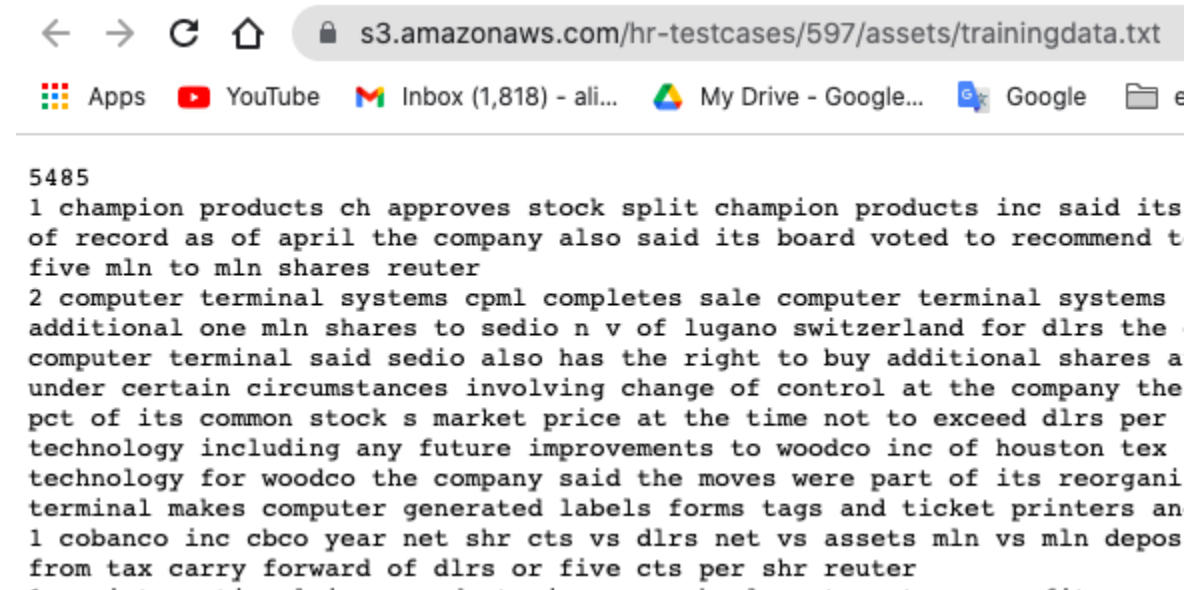 s3.amazonaws.com/hr-testcases/597/assets/trainingdata.txt
Apps YouTube Inbox (1,818) - ali... My Drive - Google... Google e
5485
1 champion products ch approves stock split champion products inc said its
of record as of april the company also said its board voted to recommend t
five mln to mln shares reuter
2 computer terminal systems cpml completes sale computer terminal systems
additional one mln shares to sedio n v of lugano switzerland for dlrs the
computer terminal said sedio also has the right to buy additional shares a
under certain circumstances involving change of control at the company the
pct of its common stock s market price at the time not to exceed dlrs per
technology including any future improvements to woodco inc of houston tex
technology for woodco the company said the moves were part of its reorgani
terminal makes computer generated labels forms tags and ticket printers an
1 cobanco inc cbco year net shr cts vs dlrs net vs assets mln vs mln depos
from tax carry forward of dlrs or five cts per shr reuter